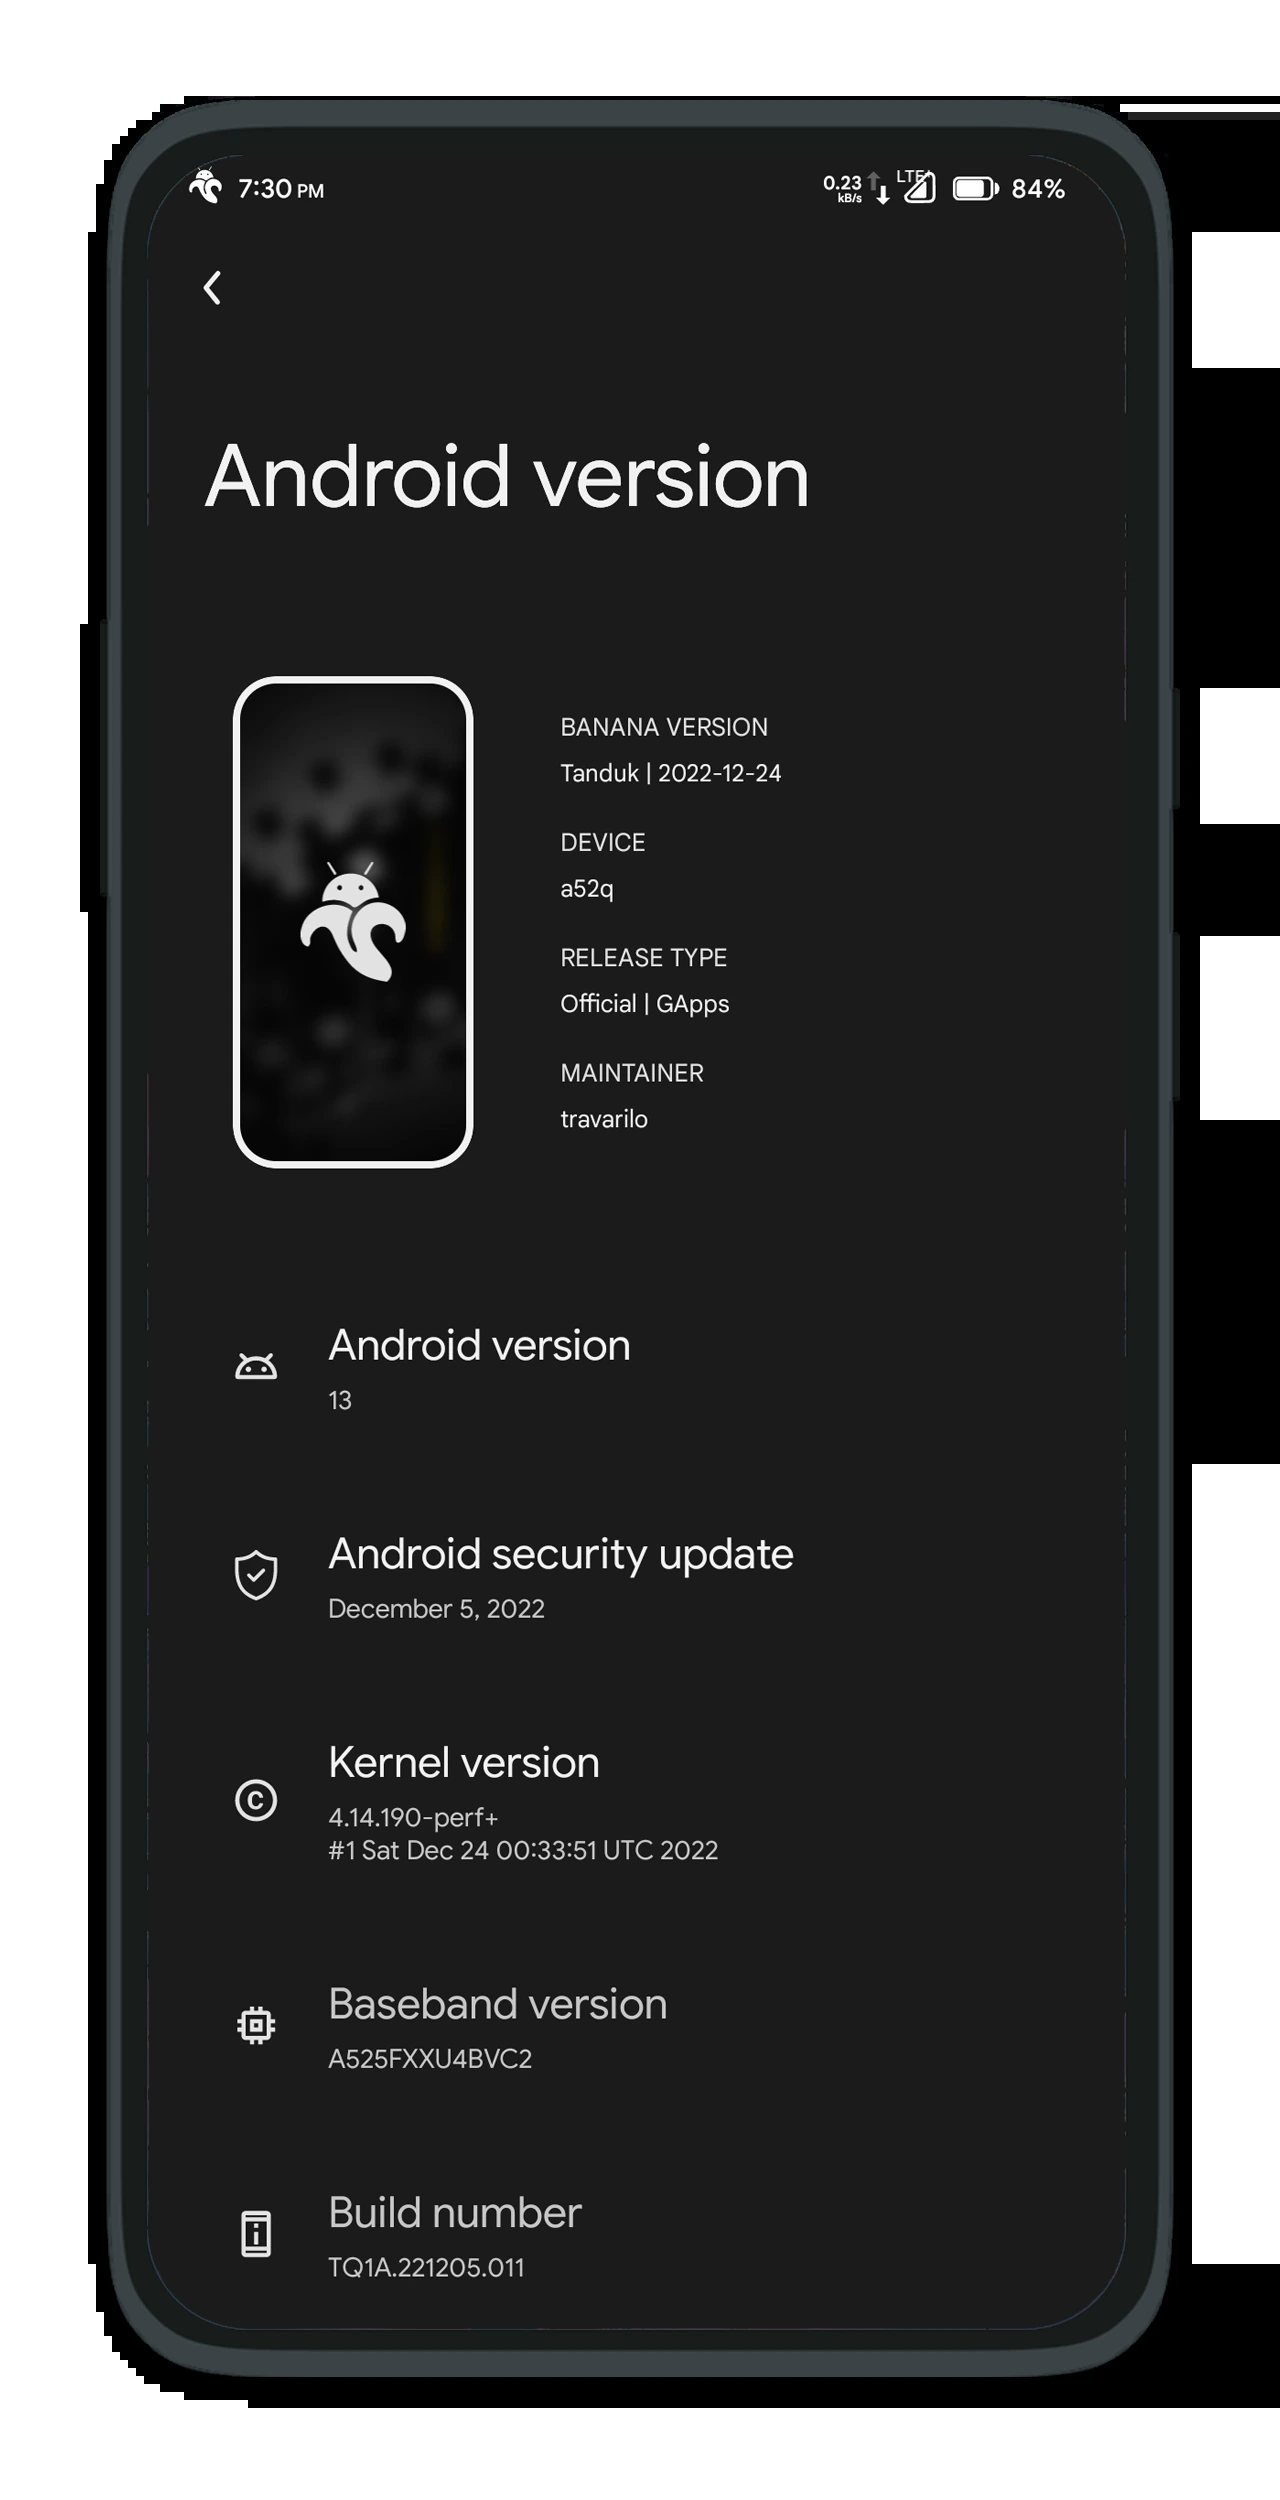 7:30 PM
0.23 kB/s LTE+ 84%
Android version
BANANA VERSION
Tanduk | 2022-12-24
DEVICE
a52q
RELEASE TYPE
Official | GApps
MAINTAINER
travarilo
Android version
13
Android security update
December 5, 2022
Kernel version
4.14.190-perf+
#1 Sat Dec 24 00:33:51 UTC 2022
Baseband version
A525FXXU4BVC2
Build number
TQ1A.221205.011